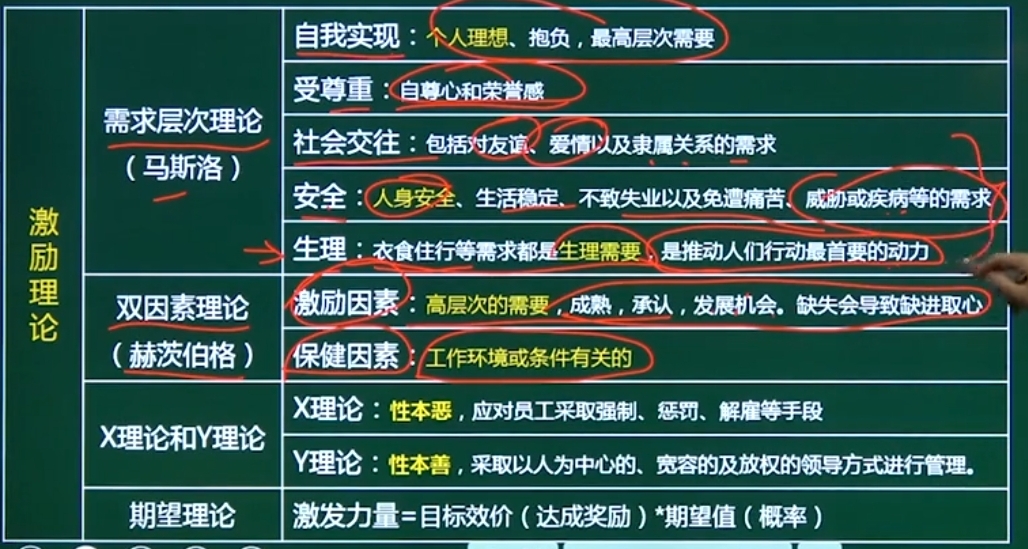 激励理论
需求层次理论
（马斯洛）
自我实现：个人理想、抱负，最高层次需要
受尊重：自尊心和荣誉感
社会交往：包括对友谊、爱情以及隶属关系的需求
安全：人身安全、生活稳定、不致失业以及免遭痛苦、威胁或疾病等的需求
生理：衣食住行等需求都是生理需要，是推动人们行动最首要的动力
双因素理论
（赫茨伯格）
激励因素：高层次的需要，成熟，承认，发展机会。缺失会导致缺进取心
保健因素：工作环境或条件有关的
X理论和Y理论
X理论：性本恶，应对员工采取强制、惩罚、解雇等手段
Y理论：性本善，采取以人为中心的、宽容的及放权的领导方式进行管理。
期望理论
激发力量=目标效价（达成奖励）*期望值（概率）